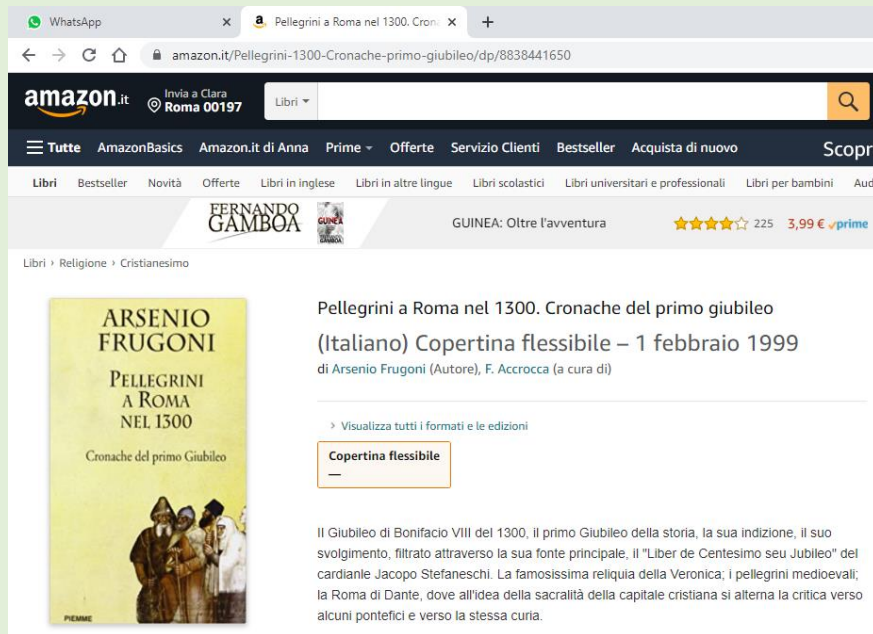 WhatsApp
Pellegrini a Roma nel 1300. Cron
amazon.it/Pellegrini-1300-Cronache-primo-giubileo/dp/8838441650
amazon.it
Invia a Clara
Roma 00197
Libri
Tutte AmazonBasics Amazon.it di Anna Prime Offerte Servizio Clienti Bestseller Acquista di nuovo Scopr
Libri Bestseller Novità Offerte Libri in inglese Libri in altre lingue Libri scolastici Libri universitari e professionali Libri per bambini Aud
FERNANDO
GAMBOA
GUINEA
GAMBOA
GUINEA: Oltre l'avventura 225 3,99 € prime
Libri › Religione › Cristianesimo
ARSENIO
FRUGONI
PELLEGRINI
A ROMA
NEL 1300
Cronache del primo Giubileo
PIEMME
Pellegrini a Roma nel 1300. Cronache del primo giubileo
(Italiano) Copertina flessibile – 1 febbraio 1999
di Arsenio Frugoni (Autore), F. Accrocca (a cura di)
› Visualizza tutti i formati e le edizioni
Copertina flessibile
—
Il Giubileo di Bonifacio VIII del 1300, il primo Giubileo della storia, la sua indizione, il suo
svolgimento, filtrato attraverso la sua fonte principale, il "Liber de Centesimo seu Jubileo" del
cardianle Jacopo Stefaneschi. La famosissima reliquia della Veronica; i pellegrini medioevali;
la Roma di Dante, dove all'idea della sacralità della capitale cristiana si alterna la critica verso
alcuni pontefici e verso la stessa curia.